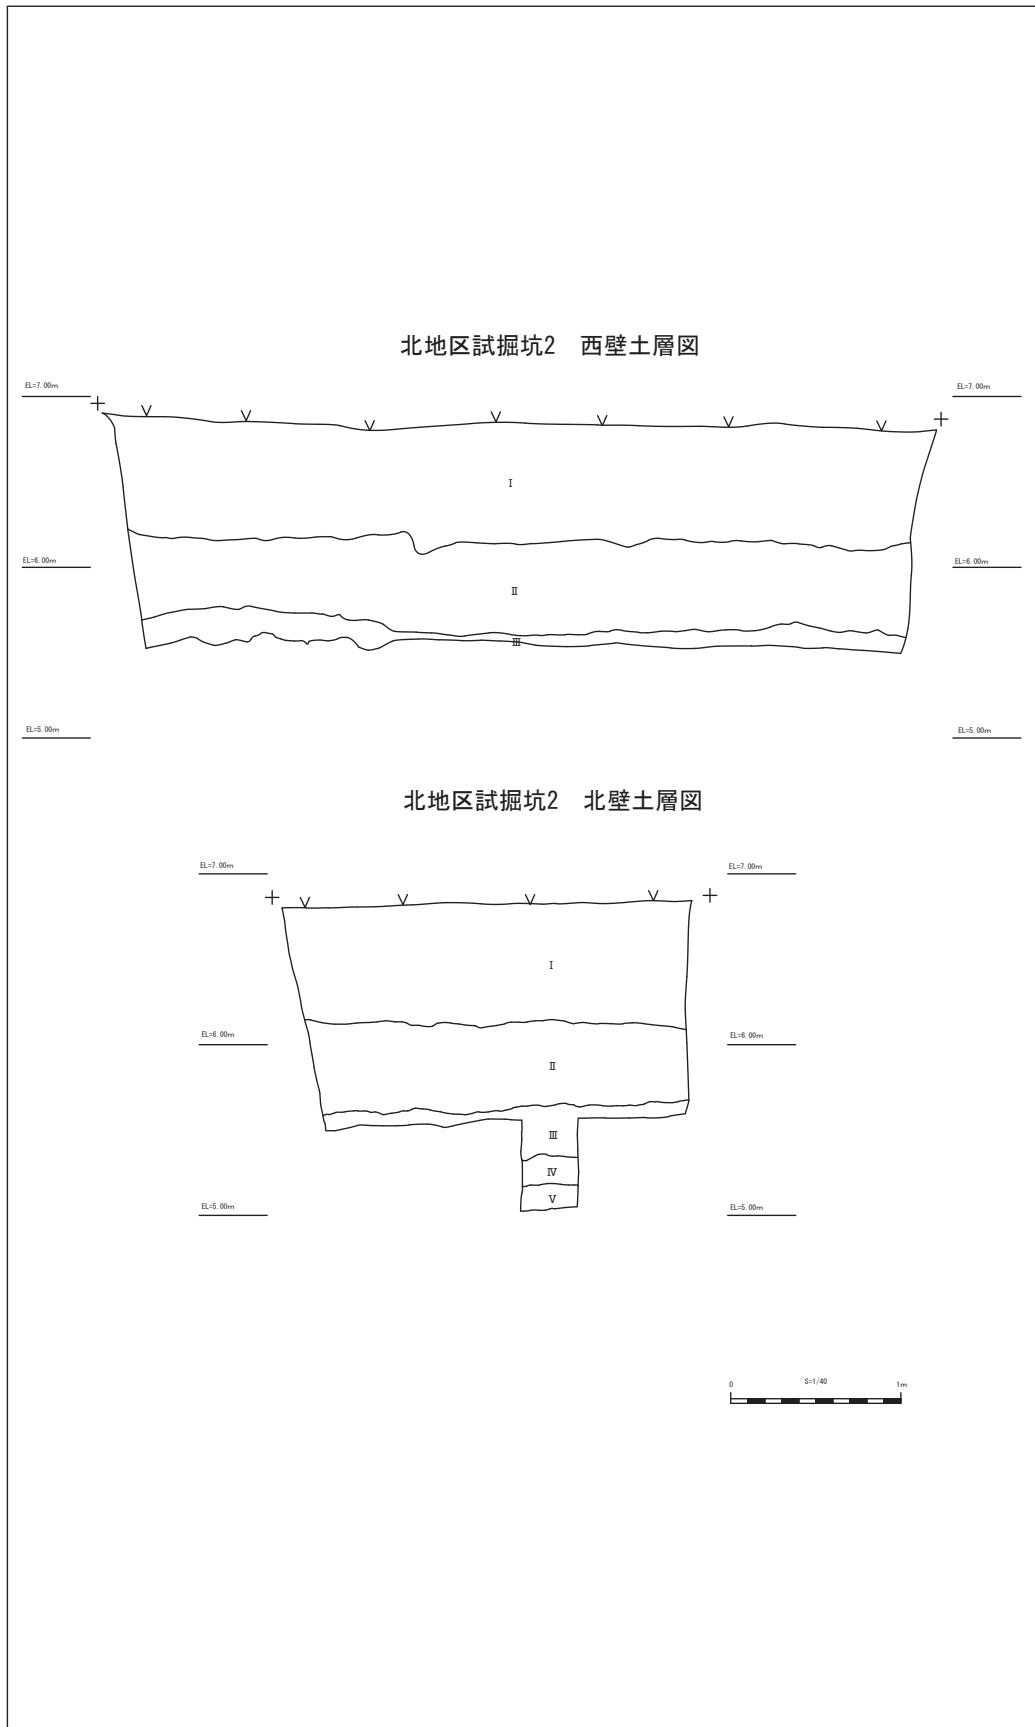 北地区試掘坑2　西壁土層図
EL=7.00m
EL=7.00m
Ⅰ
EL=6.00m
EL=6.00m
Ⅱ
Ⅲ
EL=5.00m
EL=5.00m
北地区試掘坑2　北壁土層図
EL=7.00m
EL=7.00m
Ⅰ
EL=6.00m
EL=6.00m
Ⅱ
Ⅲ
Ⅳ
Ⅴ
EL=5.00m
EL=5.00m
0 S=1/40 1m